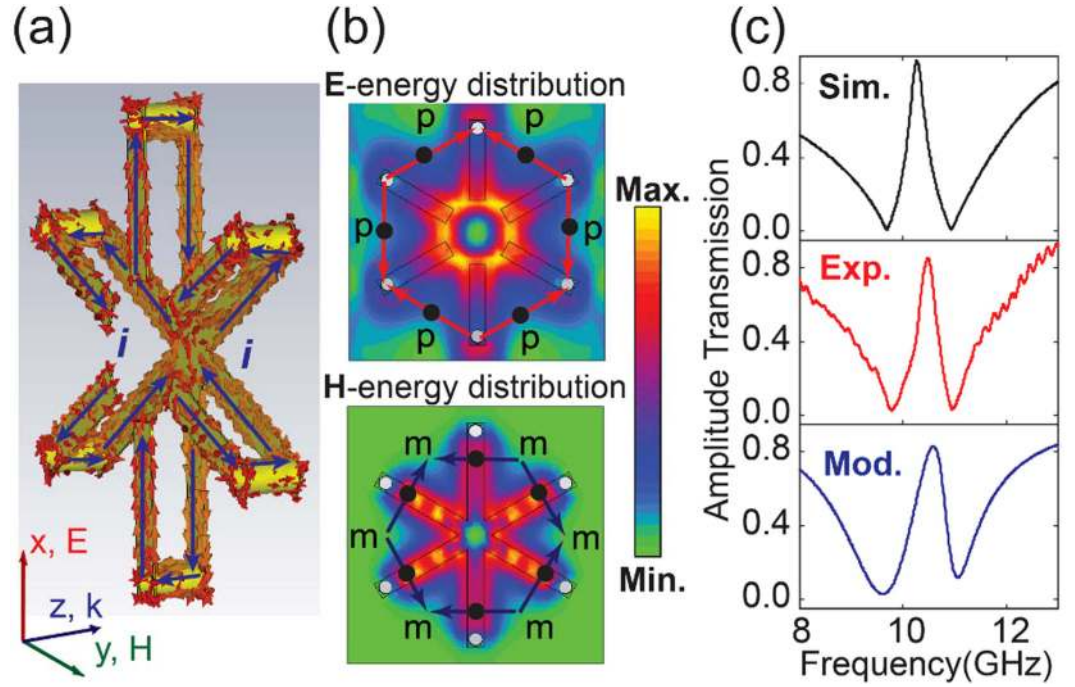 (a)
(b)
(c)
i
i
x, E
z, k
y, H
E-energy distribution
p
p
p
p
p
p
H-energy distribution
m
m
m
m
m
m
Max.
Min.
Amplitude Transmission
0.8
0.4
0.0
Sim.
0.8
0.4
0.0
Exp.
0.8
0.4
0.0
Mod.
8
10
12
Frequency(GHz)